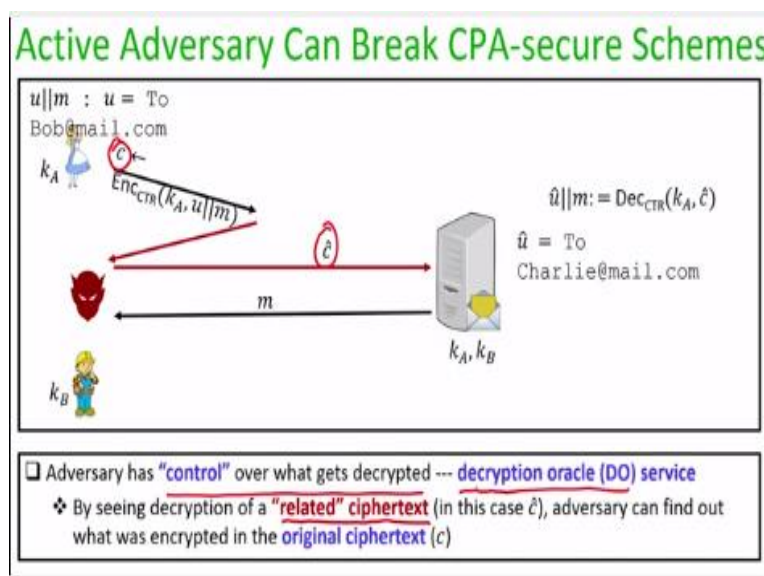 Active Adversary Can Break CPA-secure Schemes
u||m : u = To
Bob@mail.com
k_A
c ←
Enc_CTR(k_A, u||m)
ĉ
û||m: = Dec_CTR(k_A, ĉ)
û = To
Charlie@mail.com
m
k_A, k_B
k_B
❑ Adversary has “control” over what gets decrypted --- decryption oracle (DO) service
❖ By seeing decryption of a “related” ciphertext (in this case ĉ), adversary can find out
what was encrypted in the original ciphertext (c)